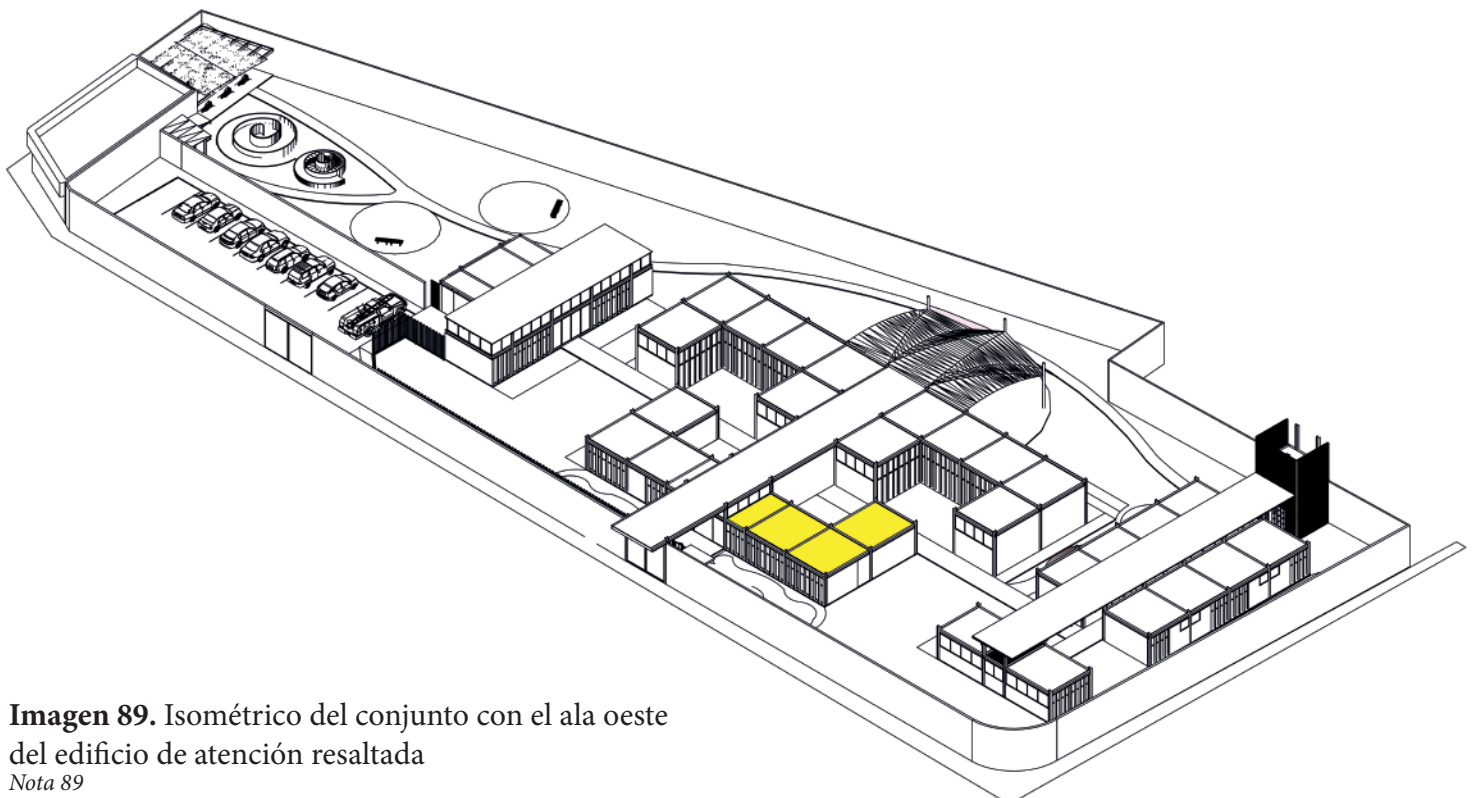 Imagen 89. Isométrico del conjunto con el ala oeste
del edificio de atención resaltada
Nota 89